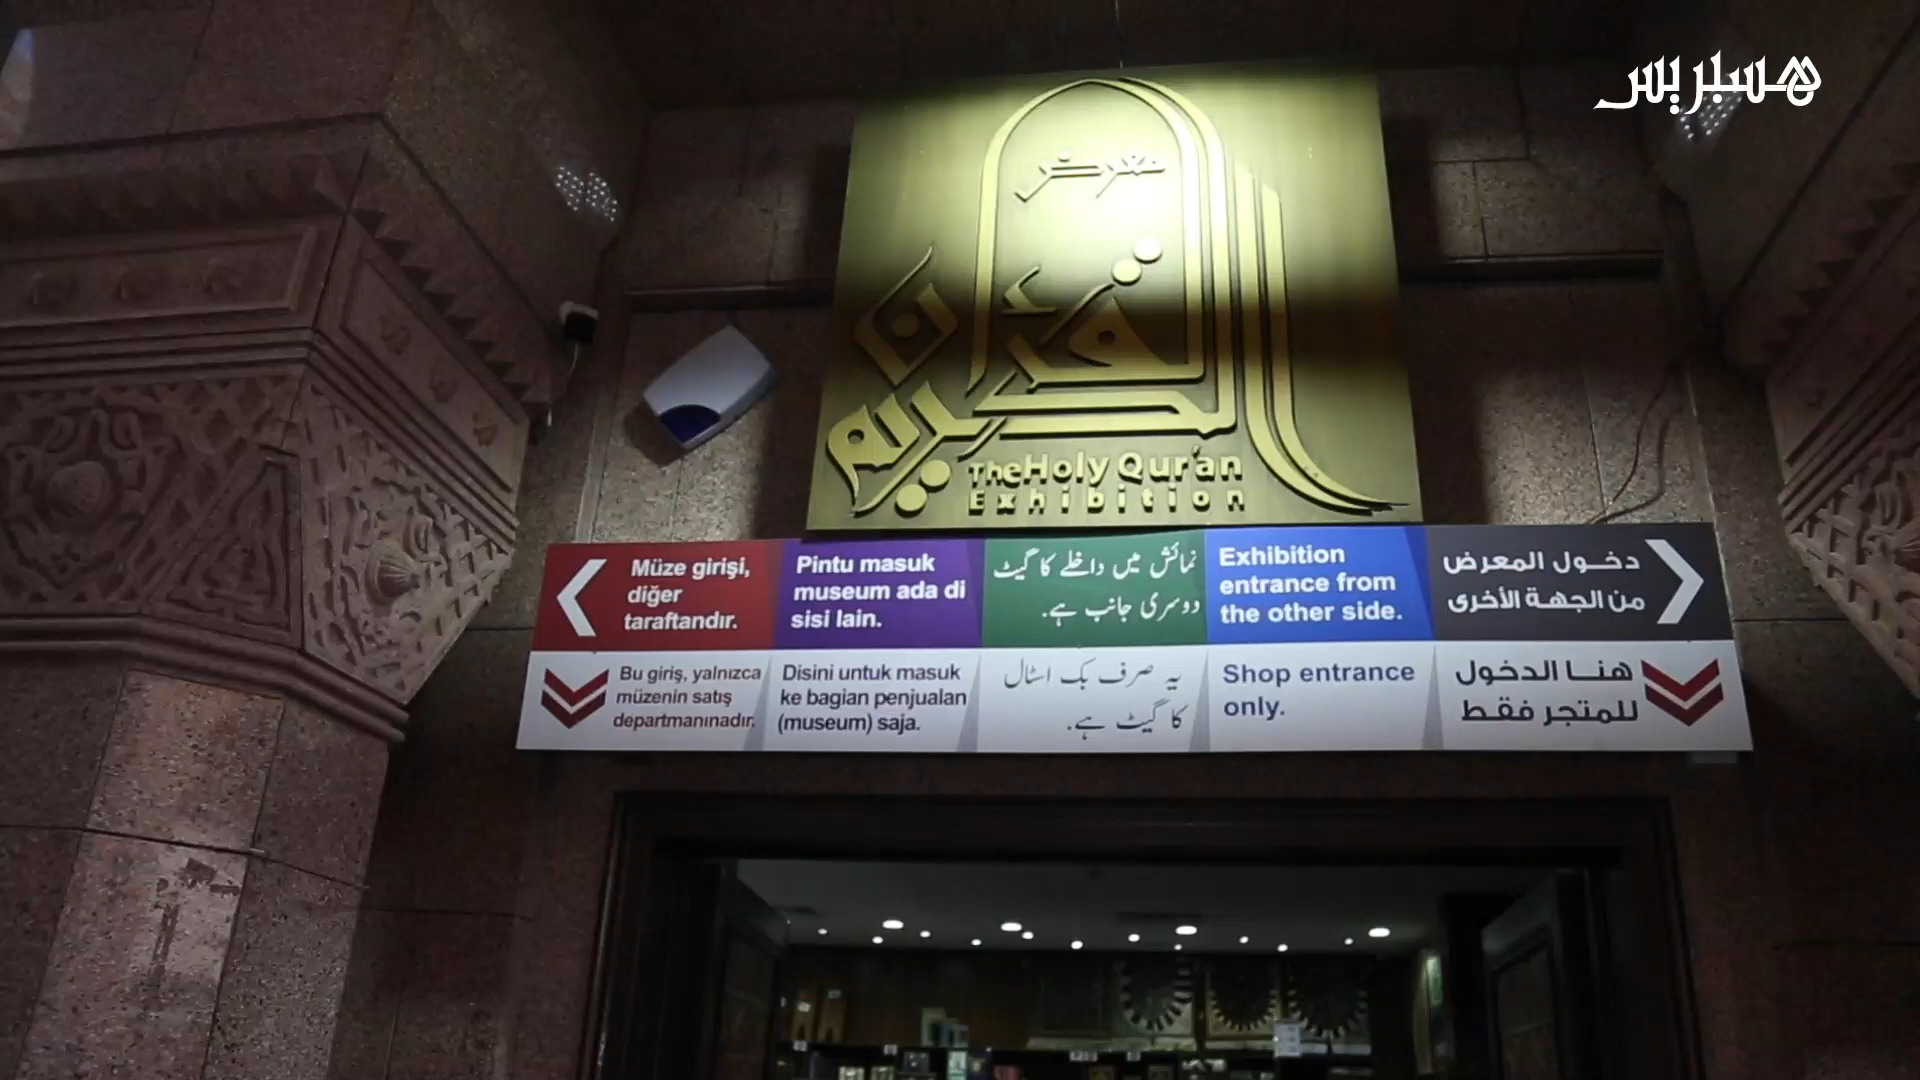 هسبريس
معرض
القرآن
الكريم
The Holy Qur'an
Exhibition
Müze girişi,
diğer
taraftandır.
Pintu masuk
museum ada di
sisi lain.
نمائش میں داخلے کا گیٹ
دوسری جانب ہے.
Exhibition
entrance from
the other side.
دخول المعرض
من الجهة الأخرى
Bu giriş, yalnızca
müzenin satış
departmanınadır.
Disini untuk masuk
ke bagian penjualan
(museum) saja.
یہ صرف بک اسٹال
کا گیٹ ہے.
Shop entrance
only.
هنا الدخول
للمتجر فقط